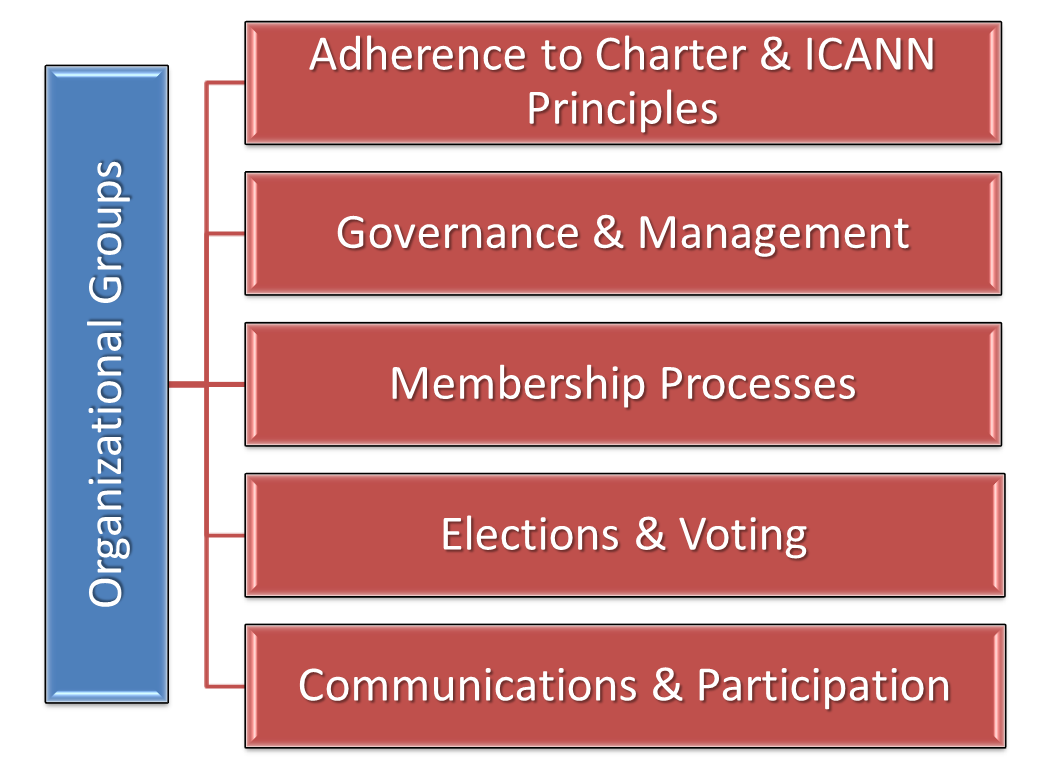 Organizational Groups
Adherence to Charter & ICANN
Principles
Governance & Management
Membership Processes
Elections & Voting
Communications & Participation